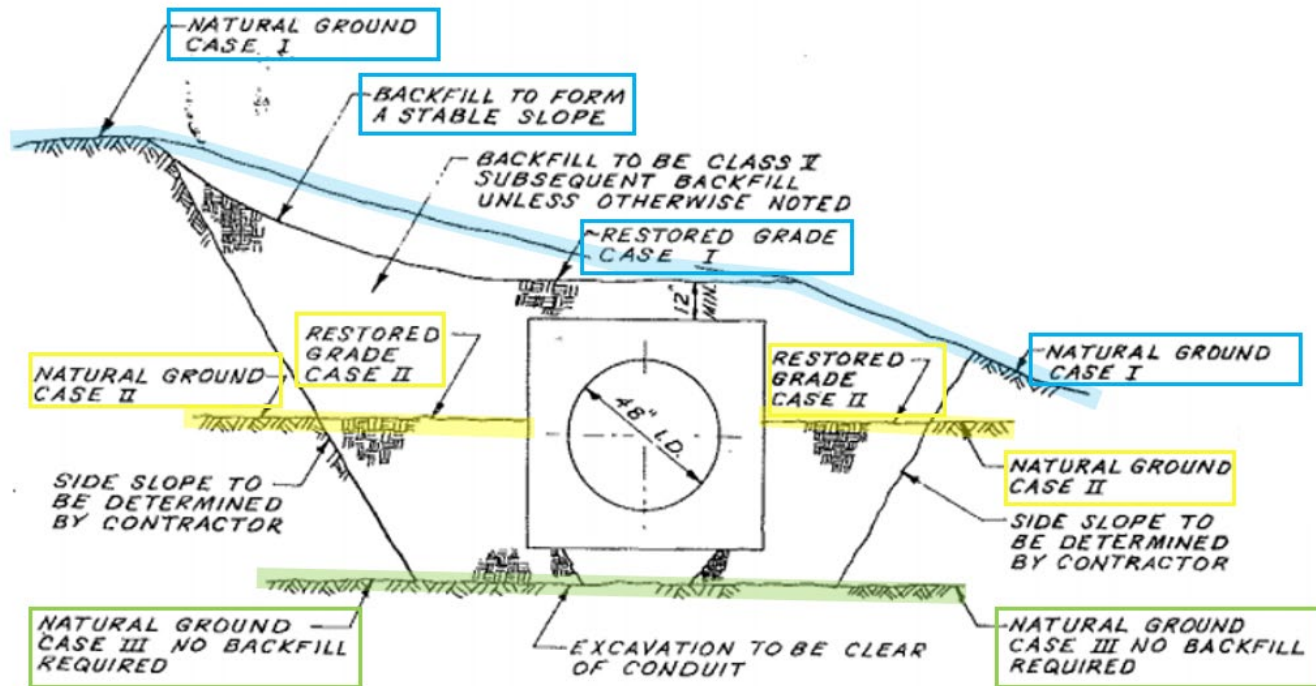 NATURAL GROUND
CASE I
BACKFILL TO FORM
A STABLE SLOPE
BACKFILL TO BE CLASS V
SUBSEQUENT BACKFILL
UNLESS OTHERWISE NOTED
RESTORED GRADE
CASE I
12"
MIN.
RESTORED
GRADE
CASE II
NATURAL GROUND
CASE II
48" I.D.
RESTORED
GRADE
CASE II
NATURAL GROUND
CASE I
SIDE SLOPE TO
BE DETERMINED
BY CONTRACTOR
NATURAL GROUND
CASE II
SIDE SLOPE TO
BE DETERMINED
BY CONTRACTOR
NATURAL GROUND
CASE III NO BACKFILL
REQUIRED
EXCAVATION TO BE CLEAR
OF CONDUIT
NATURAL GROUND
CASE III NO BACKFILL
REQUIRED